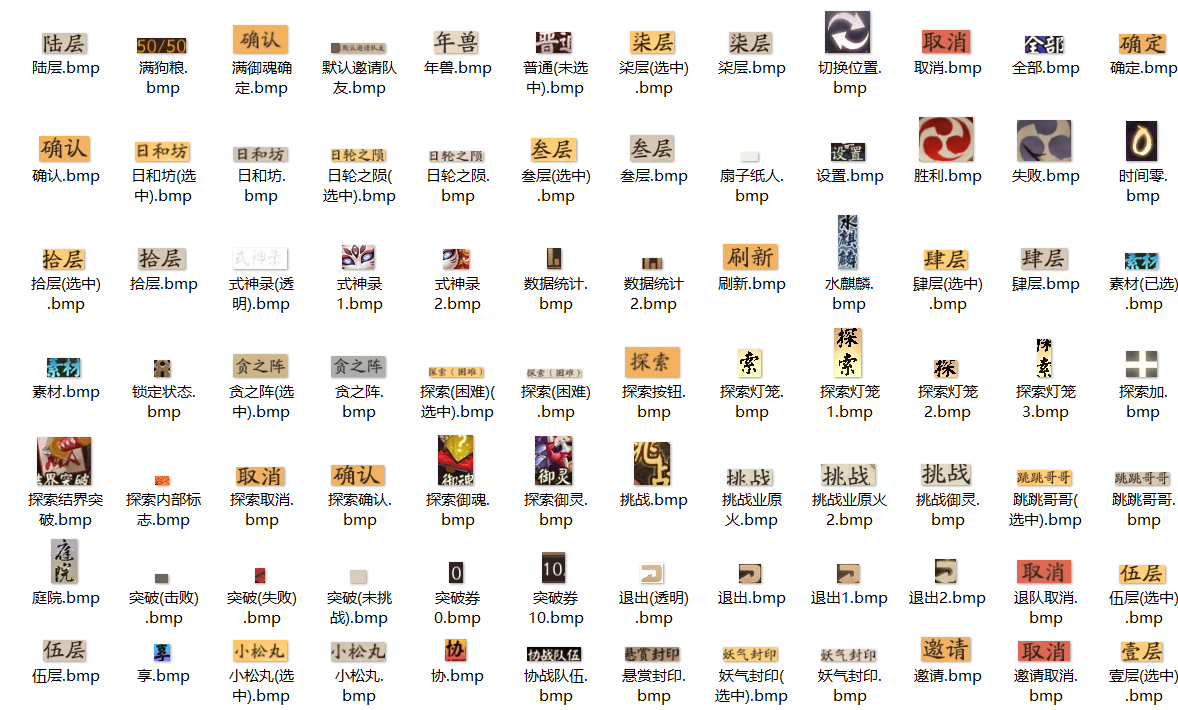 陆层
陆层.bmp
50/50
满狗粮.
bmp
确认
满御魂确
定.bmp
默认邀请队友
默认邀请队
友.bmp
年兽
年兽.bmp
普通
普通(未选
中).bmp
柒层
柒层(选中)
.bmp
柒层
柒层.bmp
切换位置.
bmp
取消
取消.bmp
全部
全部.bmp
确定
确定.bmp
确认
确认.bmp
日和坊
日和坊(选
中).bmp
日和坊
日和坊.
bmp
日轮之陨
日轮之陨(
选中).bmp
日轮之陨
日轮之陨.
bmp
叁层
叁层(选中)
.bmp
叁层
叁层.bmp
扇子纸人.
bmp
设置
设置.bmp
胜利.bmp
失败.bmp
0
时间零.
bmp
拾层
拾层(选中)
.bmp
拾层
拾层.bmp
式神录
式神录(透
明).bmp
式神录
1.bmp
式神录
2.bmp
数据统计.
bmp
数据统计
2.bmp
刷新
刷新.bmp
水麒麟
水麒麟.
bmp
肆层
肆层(选中)
.bmp
肆层
肆层.bmp
素材
素材(已选)
.bmp
素材
素材.bmp
锁定状态.
bmp
贪之阵
贪之阵(选
中).bmp
贪之阵
贪之阵.
bmp
探索(困难)
探索(困难)(
选中).bmp
探索(困难)
探索(困难)
.bmp
探索
探索按钮.
bmp
索
探索灯笼.
bmp
探索
探索灯笼
1.bmp
探
探索灯笼
2.bmp
探索
探索灯笼
3.bmp
探索加.
bmp
结界突破
探索结界突
破.bmp
探索内部标
志.bmp
取消
探索取消.
bmp
确认
探索确认.
bmp
御魂
探索御魂.
bmp
御灵
探索御灵.
bmp
挑战.bmp
挑战
挑战业原
火.bmp
挑战
挑战业原火
2.bmp
挑战
挑战御灵.
bmp
跳跳哥哥
跳跳哥哥(
选中).bmp
跳跳哥哥
跳跳哥哥.
bmp
庭院
庭院.bmp
突破(击败)
.bmp
突破(失败)
.bmp
突破(未挑
战).bmp
0
突破券
0.bmp
10
突破券
10.bmp
退出(透明)
.bmp
退出.bmp
退出1.bmp
退出2.bmp
取消
退队取消.
bmp
伍层
伍层(选中)
.bmp
伍层
伍层.bmp
享
享.bmp
小松丸
小松丸(选
中).bmp
小松丸
小松丸.
bmp
协
协.bmp
协战队伍
协战队伍.
bmp
悬赏封印
悬赏封印.
bmp
妖气封印
妖气封印(
选中).bmp
妖气封印
妖气封印.
bmp
邀请
邀请.bmp
取消
邀请取消.
bmp
壹层
壹层(选中)
.bmp